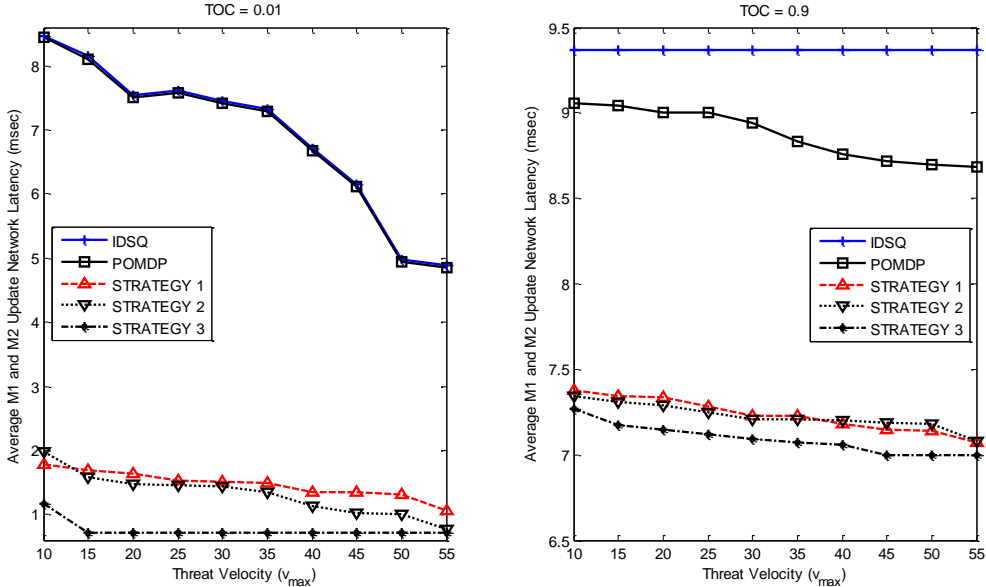 TOC = 0.01
Average M1 and M2 Update Network Latency (msec)
8
7
6
5
4
3
2
1
IDSQ
POMDP
STRATEGY 1
STRATEGY 2
STRATEGY 3
10 15 20 25 30 35 40 45 50 55
Threat Velocity (vmax)
TOC = 0.9
Average M1 and M2 Update Network Latency (msec)
9.5
9
8.5
8
7.5
7
6.5
IDSQ
POMDP
STRATEGY 1
STRATEGY 2
STRATEGY 3
10 15 20 25 30 35 40 45 50 55
Threat Velocity (vmax)